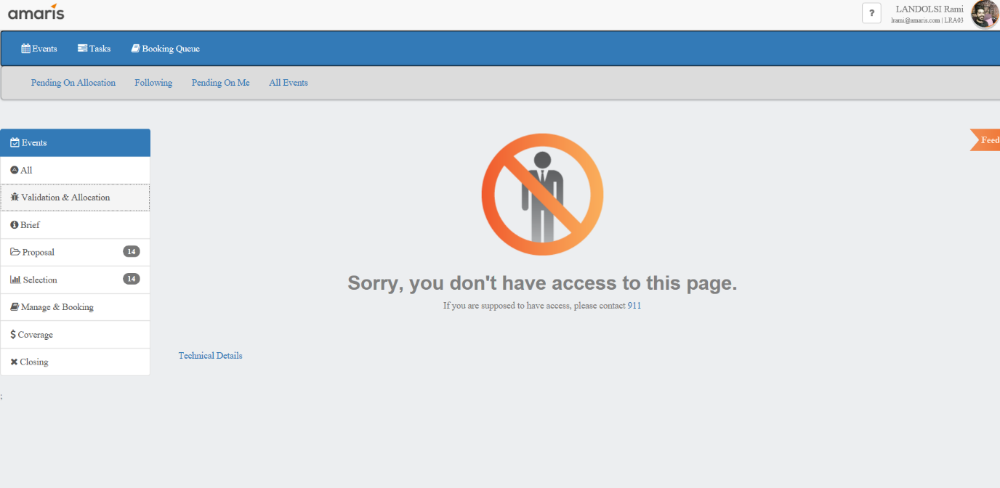 amaris
?
LANDOLSI Rami
lrami@amaris.com | LRA03
Events
Tasks
Booking Queue
Pending On Allocation
Following
Pending On Me
All Events
Events
All
Validation & Allocation
Brief
Proposal 14
Selection 14
Manage & Booking
$ Coverage
Closing
Feed
Sorry, you don't have access to this page.
If you are supposed to have access, please contact 911
Technical Details
;